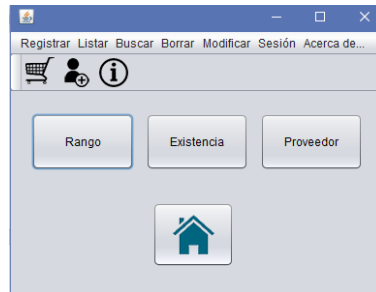 Registrar Listar Buscar Borrar Modificar Sesión Acerca de...
Rango Existencia Proveedor